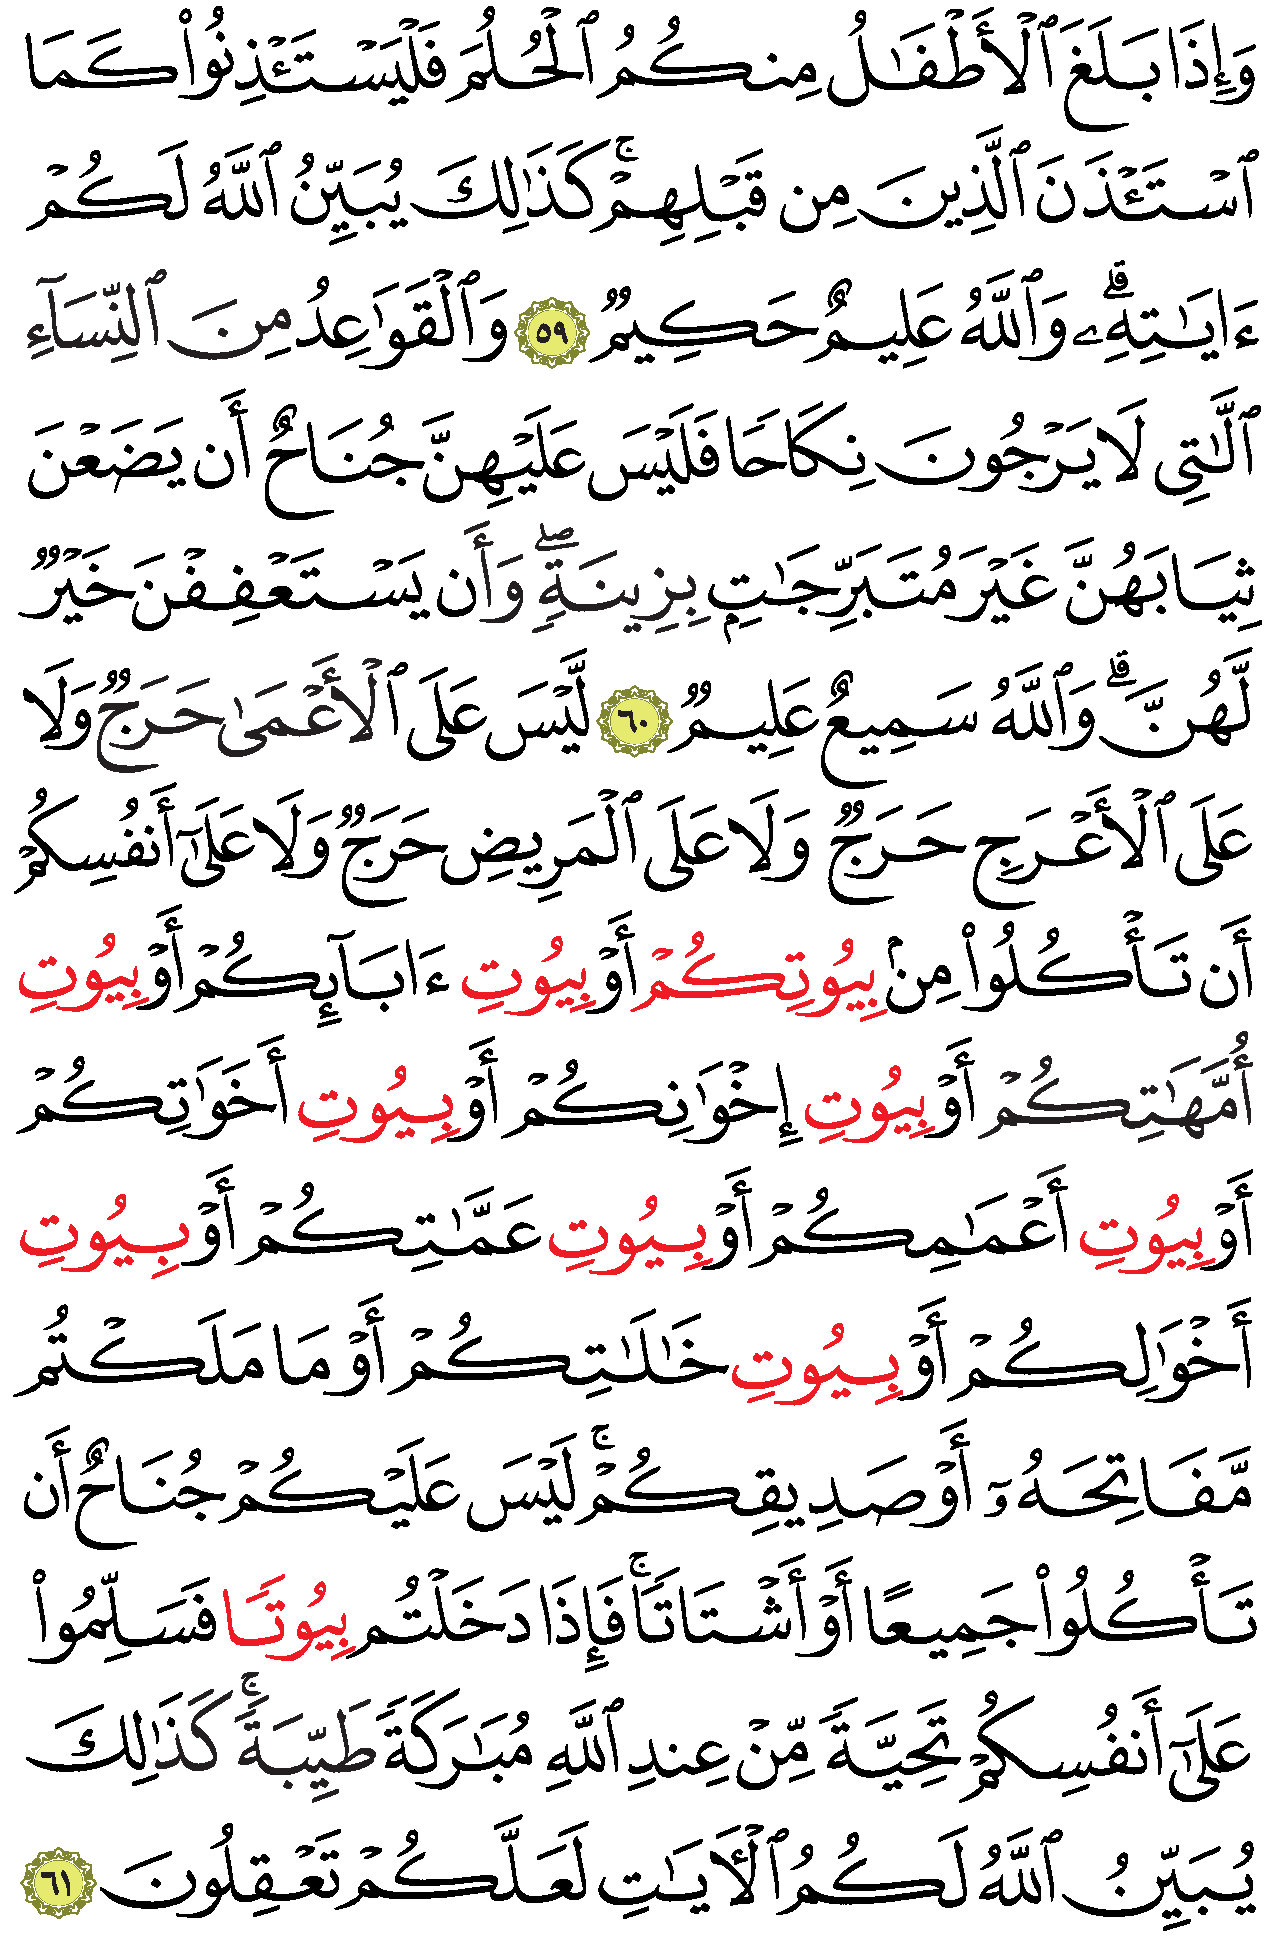 وَإِذَا بَلَغَ ٱلْأَطْفَٰلُ مِنكُمُ ٱلْحُلُمَ فَلْيَسْتَـْٔذِنُوا۟ كَمَا
ٱسْتَـْٔذَنَ ٱلَّذِينَ مِن قَبْلِهِمْ ۚ كَذَٰلِكَ يُبَيِّنُ ٱللَّهُ لَكُمْ
ءَايَٰتِهِۦ ۗ وَٱللَّهُ عَلِيمٌ حَكِيمٌ ٥٩ وَٱلْقَوَٰعِدُ مِنَ ٱلنِّسَآءِ
ٱلَّٰتِى لَا يَرْجُونَ نِكَاحًا فَلَيْسَ عَلَيْهِنَّ جُنَاحٌ أَن يَضَعْنَ
ثِيَابَهُنَّ غَيْرَ مُتَبَرِّجَٰتٍۭ بِزِينَةٍ ۖ وَأَن يَسْتَعْفِفْنَ خَيْرٌ
لَّهُنَّ ۗ وَٱللَّهُ سَمِيعٌ عَلِيمٌ ٦٠ لَّيْسَ عَلَى ٱلْأَعْمَىٰ حَرَجٌ وَلَا
عَلَى ٱلْأَعْرَجِ حَرَجٌ وَلَا عَلَى ٱلْمَرِيضِ حَرَجٌ وَلَا عَلَىٰٓ أَنفُسِكُمْ
أَن تَأْكُلُوا۟ مِنۢ بِيُوتِكُمْ أَوْ بِيُوتِ ءَابَآئِكُمْ أَوْ بِيُوتِ
أُمَّهَٰتِكُمْ أَوْ بِيُوتِ إِخْوَٰنِكُمْ أَوْ بِيُوتِ أَخَوَٰتِكُمْ
أَوْ بِيُوتِ أَعْمَٰمِكُمْ أَوْ بِيُوتِ عَمَّٰتِكُمْ أَوْ بِيُوتِ
أَخْوَٰلِكُمْ أَوْ بِيُوتِ خَٰلَٰتِكُمْ أَوْ مَا مَلَكْتُم
مَّفَاتِحَهُۥٓ أَوْ صَدِيقِكُمْ ۚ لَيْسَ عَلَيْكُمْ جُنَاحٌ أَن
تَأْكُلُوا۟ جَمِيعًا أَوْ أَشْتَاتًا ۚ فَإِذَا دَخَلْتُم بِيُوتًا فَسَلِّمُوا۟
عَلَىٰٓ أَنفُسِكُمْ تَحِيَّةً مِّنْ عِندِ ٱللَّهِ مُبَٰرَكَةً طَيِّبَةً ۚ كَذَٰلِكَ
يُبَيِّنُ ٱللَّهُ لَكُمُ ٱلْـَٔايَٰتِ لَعَلَّكُمْ تَعْقِلُونَ ٦١